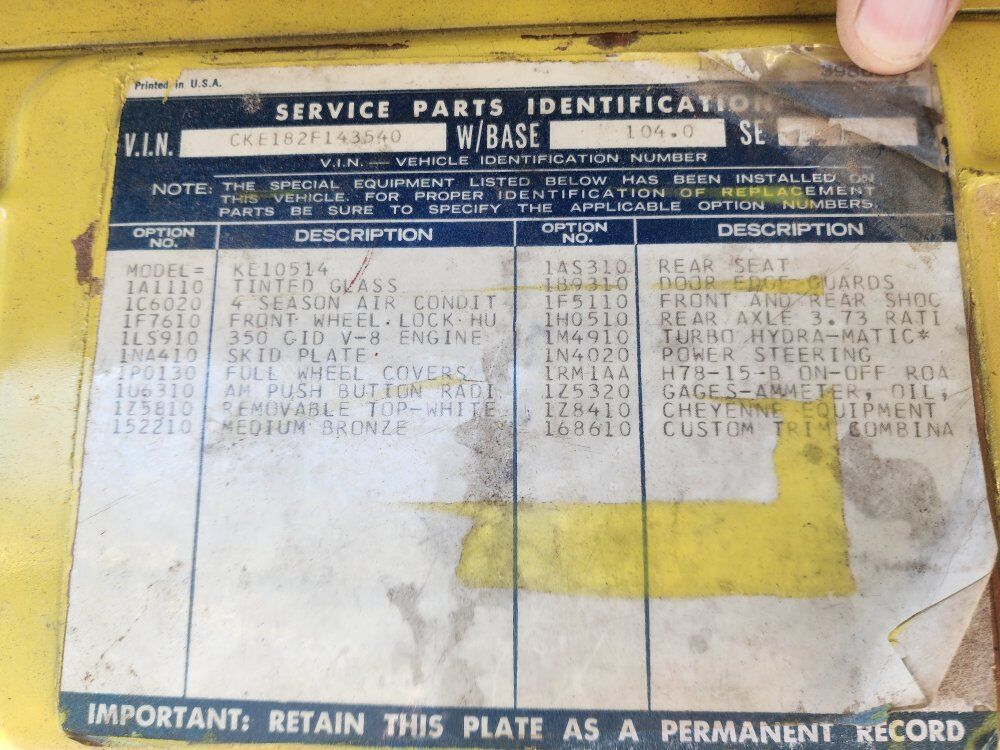 Printed in U.S.A.
SERVICE PARTS IDENTIFICATION
V.I.N. CKE182F143540 W/BASE 104.0 SE
V.I.N. — VEHICLE IDENTIFICATION NUMBER
NOTE: THE SPECIAL EQUIPMENT LISTED BELOW HAS BEEN INSTALLED ON
THIS VEHICLE. FOR PROPER IDENTIFICATION OF REPLACEMENT
PARTS BE SURE TO SPECIFY THE APPLICABLE OPTION NUMBERS.
OPTION NO. DESCRIPTION OPTION NO. DESCRIPTION
MODEL= KE10514 1AS310 REAR SEAT
1A1110 TINTED GLASS 1B9310 DOOR EDGE GUARDS
1C6020 4 SEASON AIR CONDIT 1F5110 FRONT AND REAR SHOC
1F7610 FRONT WHEEL LOCK HU 1H0510 REAR AXLE 3.73 RATI
1LS910 350 CID V-8 ENGINE 1M4910 TURBO HYDRA-MATIC*
1NA410 SKID PLATE 1N4020 POWER STEERING
1P0130 FULL WHEEL COVERS 1RM1AA H78-15-B ON-OFF ROA
1U6310 AM PUSH BUTTON RADI 1Z5320 GAGES-AMMETER, OIL,
1Z5810 REMOVABLE TOP-WHITE 1Z8410 CHEYENNE EQUIPMENT
152210 MEDIUM BRONZE 168610 CUSTOM TRIM COMBINA
IMPORTANT: RETAIN THIS PLATE AS A PERMANENT RECORD